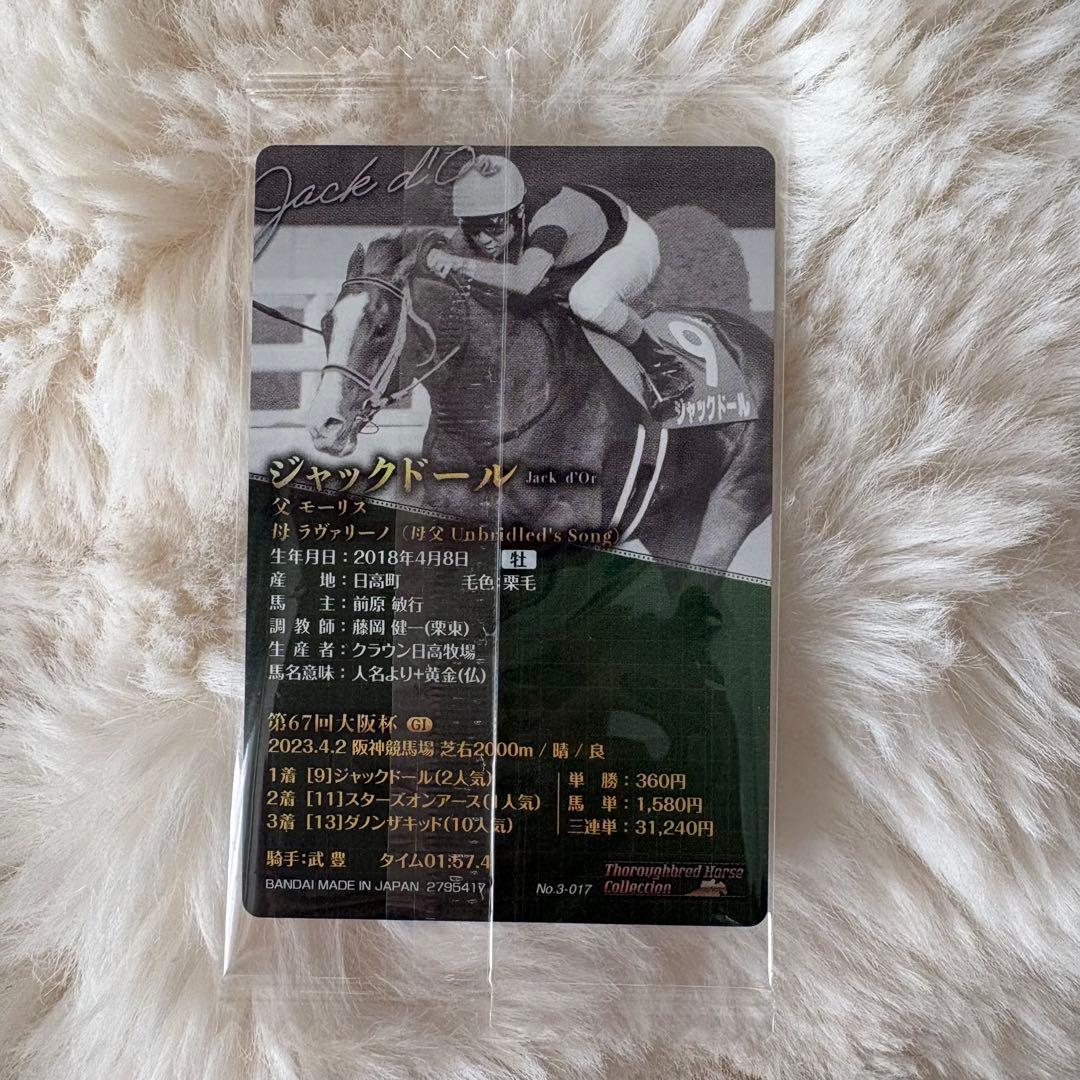 Jack d'Or
9
ジャックドール
ジャックドール Jack d'Or
父 モーリス
母 ラヴァリーノ (母父 Unbridled's Song)
生年月日:2018年4月8日 牡
産地:日高町 毛色:栗毛
馬主:前原 敏行
調教師:藤岡 健一(栗東)
生産者:クラウン日高牧場
馬名意味:人名より+黄金(仏)
第67回大阪杯 GI
2023.4.2 阪神競馬場 芝右2000m / 晴 / 良
1着 [9]ジャックドール(2人気) 単勝:360円
2着 [11]スターズオンアース(1人気) 馬単:1,580円
3着 [13]ダノンザキッド(10人気) 三連単:31,240円
騎手:武 豊 タイム01:57.4
BANDAI MADE IN JAPAN 2795417 No.3-017
Thoroughbred Horse
Collection